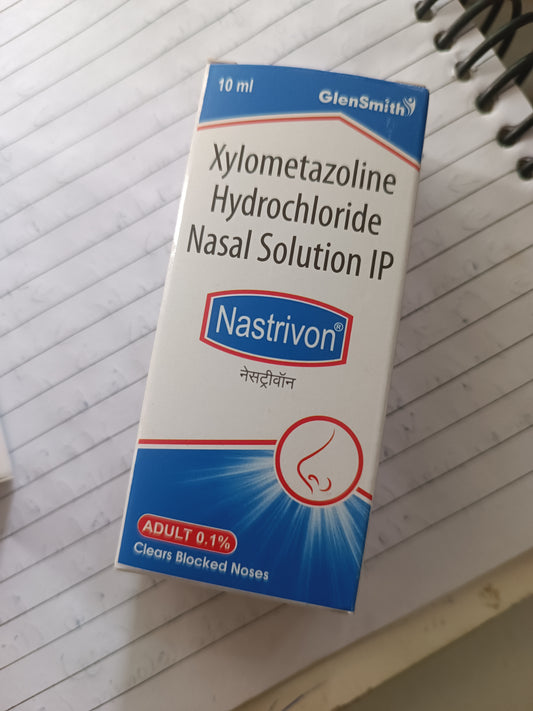 10 ml
GlenSmith
Xylometazoline
Hydrochloride
Nasal Solution IP
Nastrivon®
नेसट्रीवॉन
ADULT 0.1%
Clears Blocked Noses